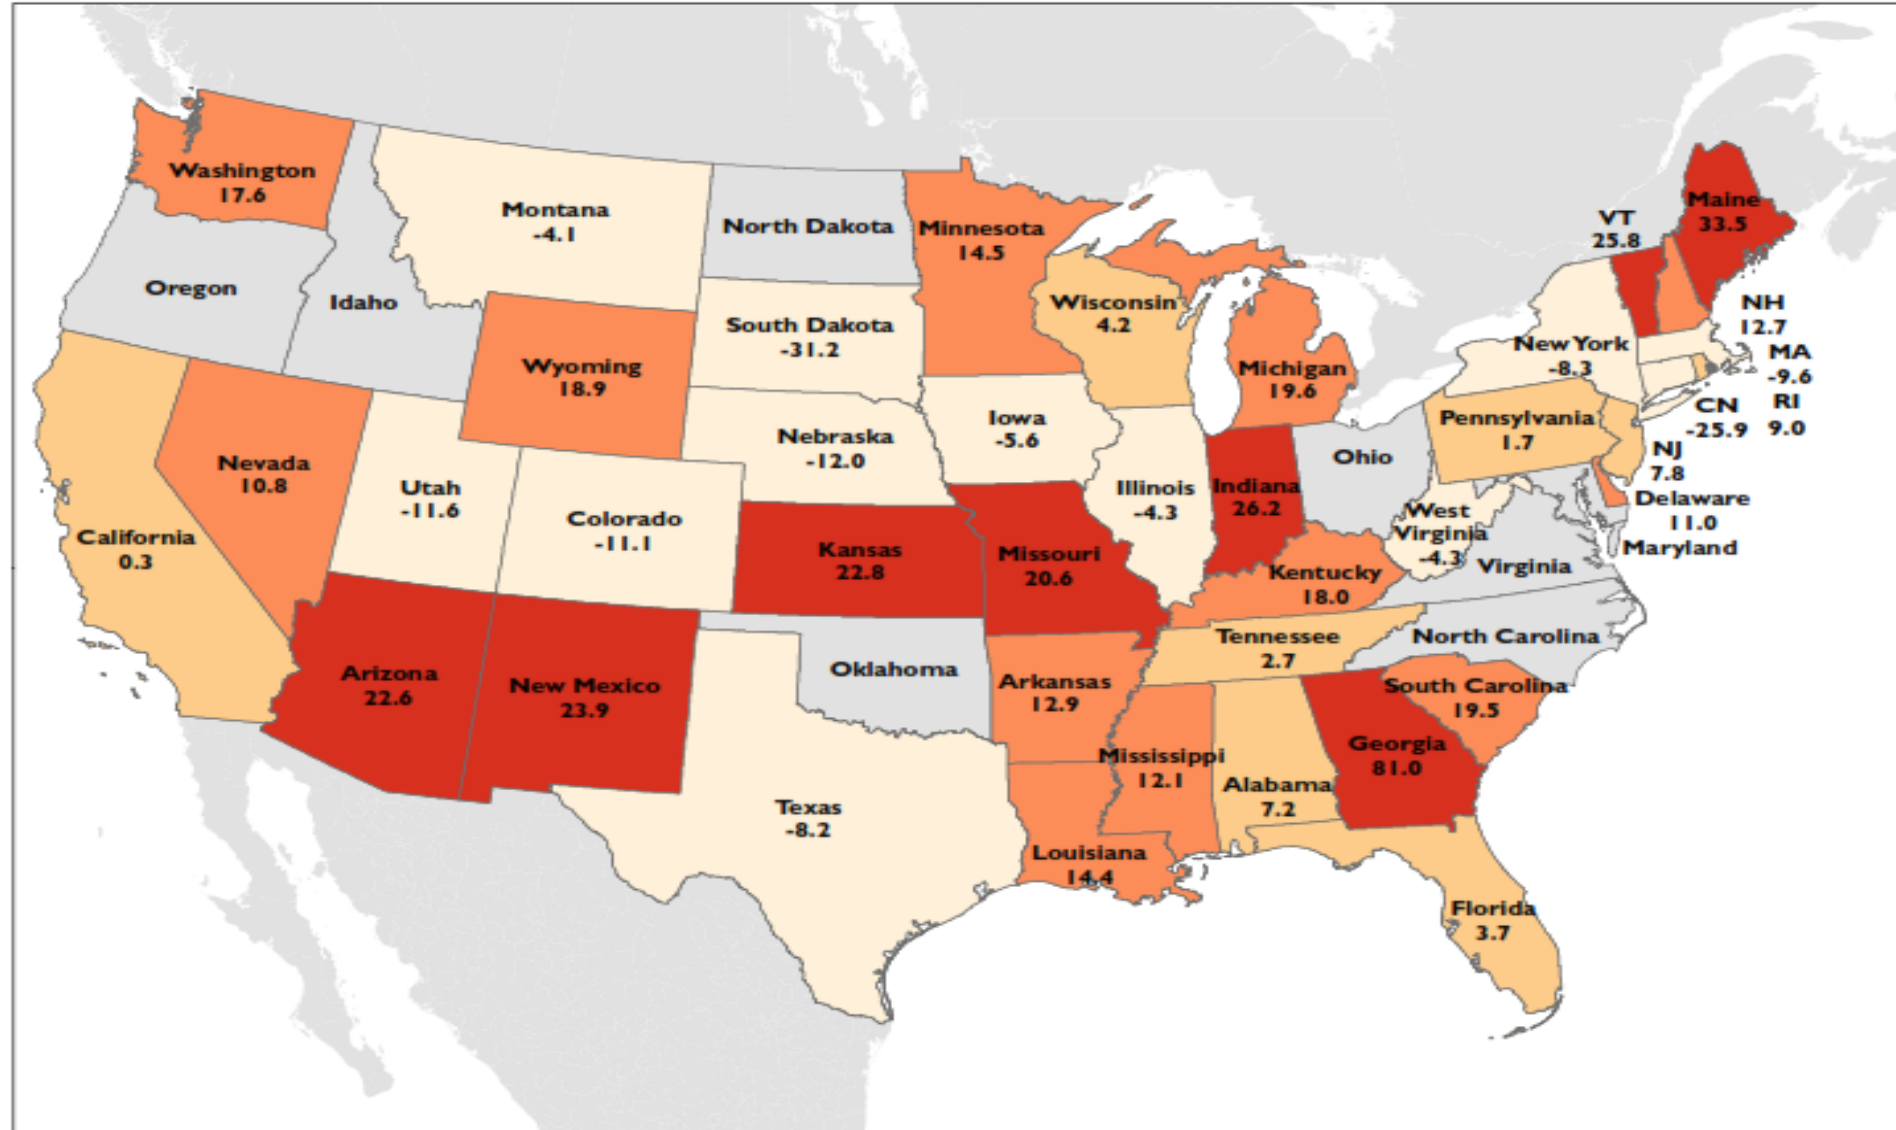 Washington
17.6
Montana
-4.1
North Dakota
Minnesota
14.5
VT
25.8
Maine
33.5
Oregon
Idaho
South Dakota
-31.2
Wisconsin
4.2
NH
12.7
Wyoming
18.9
Michigan
19.6
New York
-8.3
MA
-9.6
Iowa
-5.6
Pennsylvania
1.7
CN
-25.9
RI
9.0
Nebraska
-12.0
Nevada
10.8
Ohio
NJ
7.8
Utah
-11.6
Illinois
-4.3
Indiana
26.2
Delaware
11.0
Colorado
-11.1
West
Virginia
-4.3
California
0.3
Kansas
22.8
Missouri
20.6
Maryland
Virginia
Kentucky
18.0
Tennessee
2.7
North Carolina
Arizona
22.6
New Mexico
23.9
Oklahoma
Arkansas
12.9
South Carolina
19.5
Mississippi
12.1
Georgia
81.0
Alabama
7.2
Texas
-8.2
Louisiana
14.4
Florida
3.7